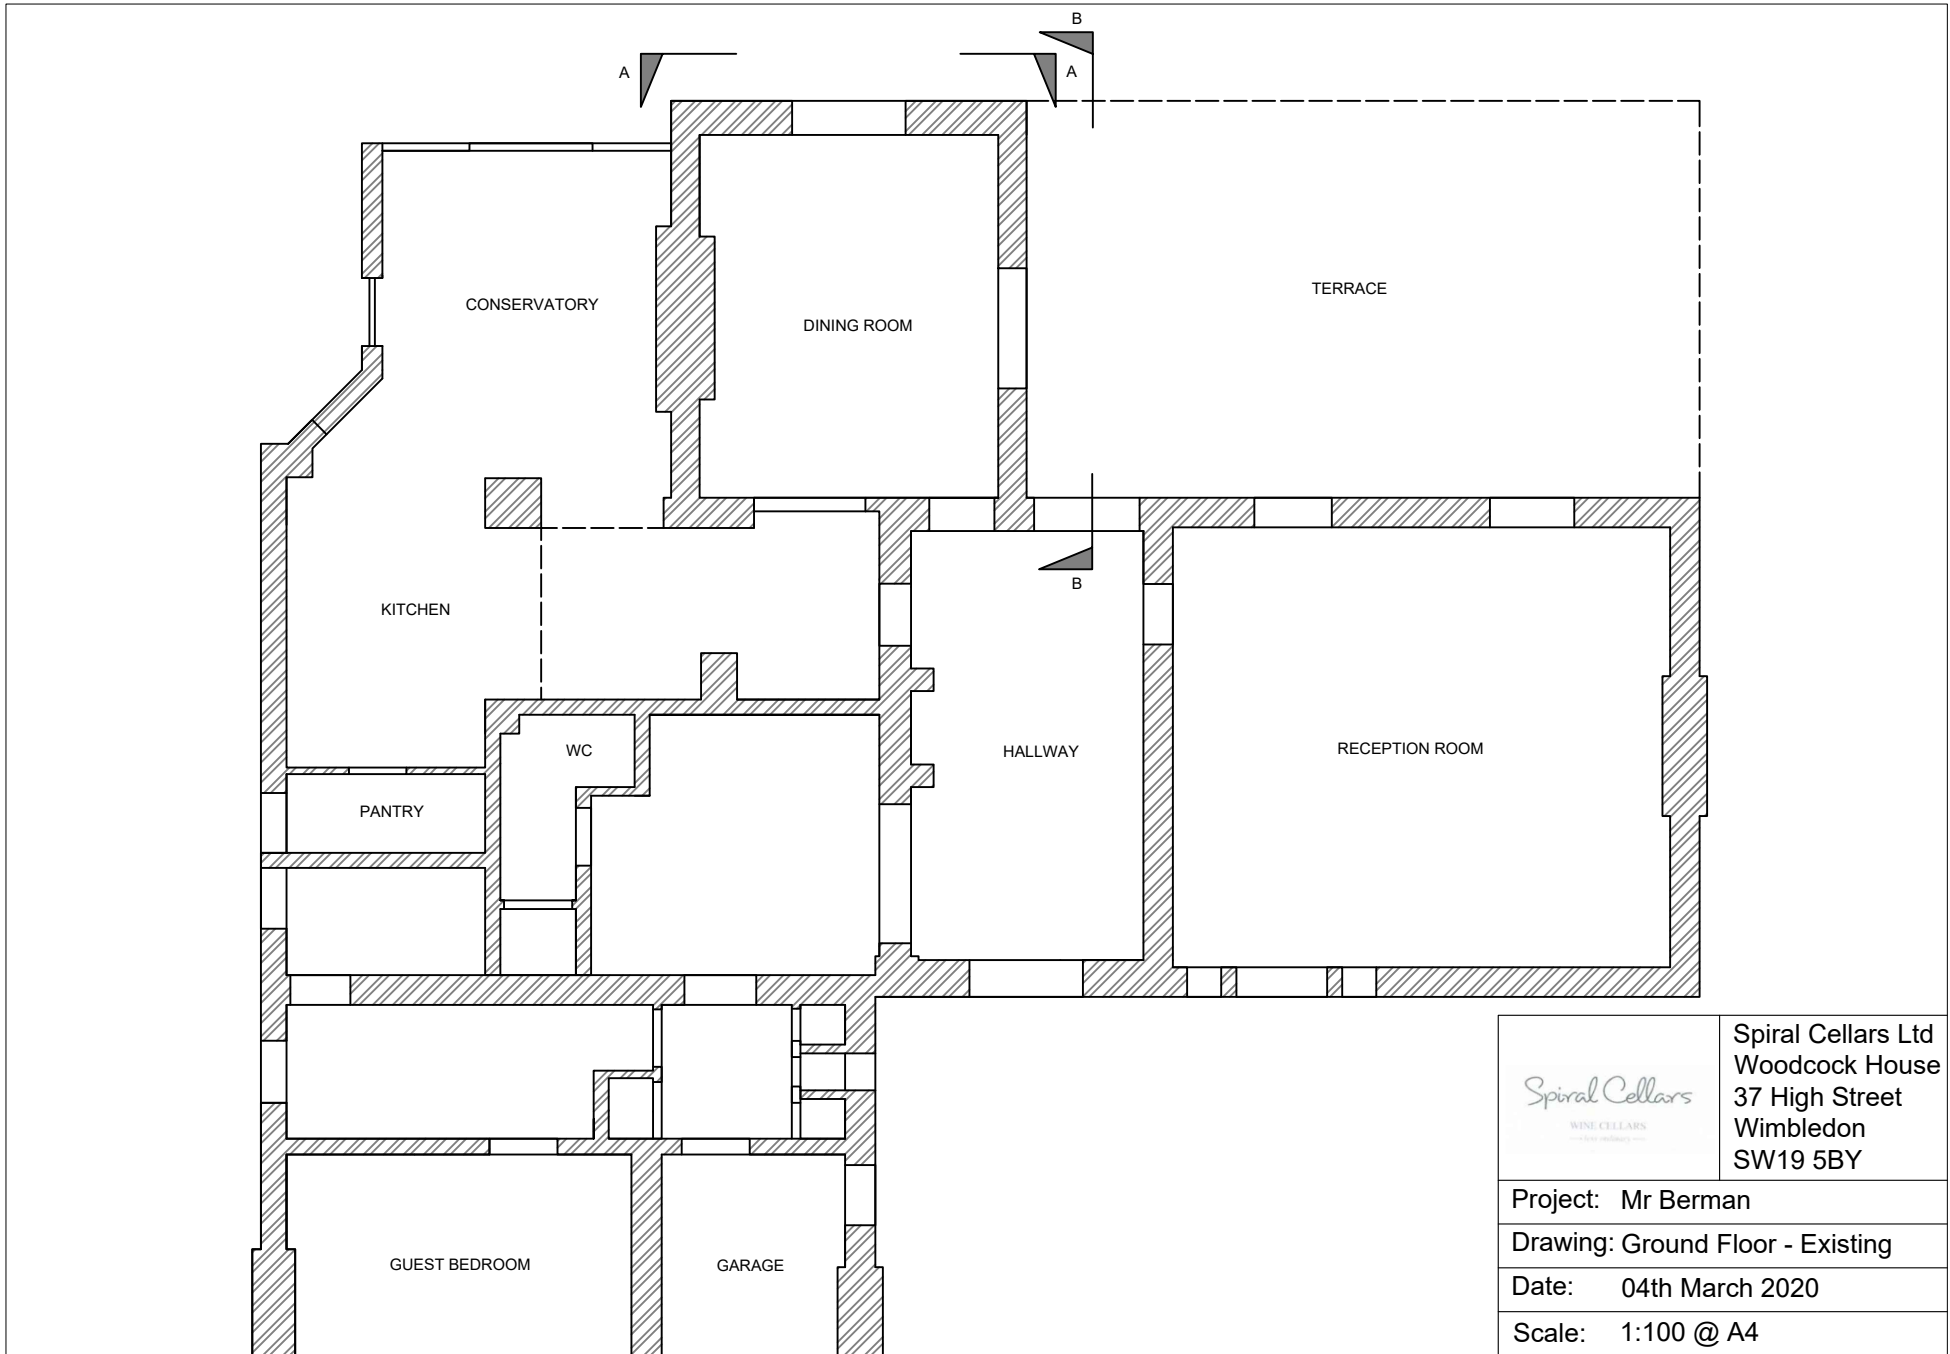 B
A
A
CONSERVATORY
DINING ROOM
TERRACE
B
KITCHEN
WC
HALLWAY
RECEPTION ROOM
PANTRY
GUEST BEDROOM
GARAGE
Spiral Cellars
WINE CELLARS
Spiral Cellars Ltd
Woodcock House
37 High Street
Wimbledon
SW19 5BY
Project: Mr Berman
Drawing: Ground Floor - Existing
Date: 04th March 2020
Scale: 1:100 @ A4